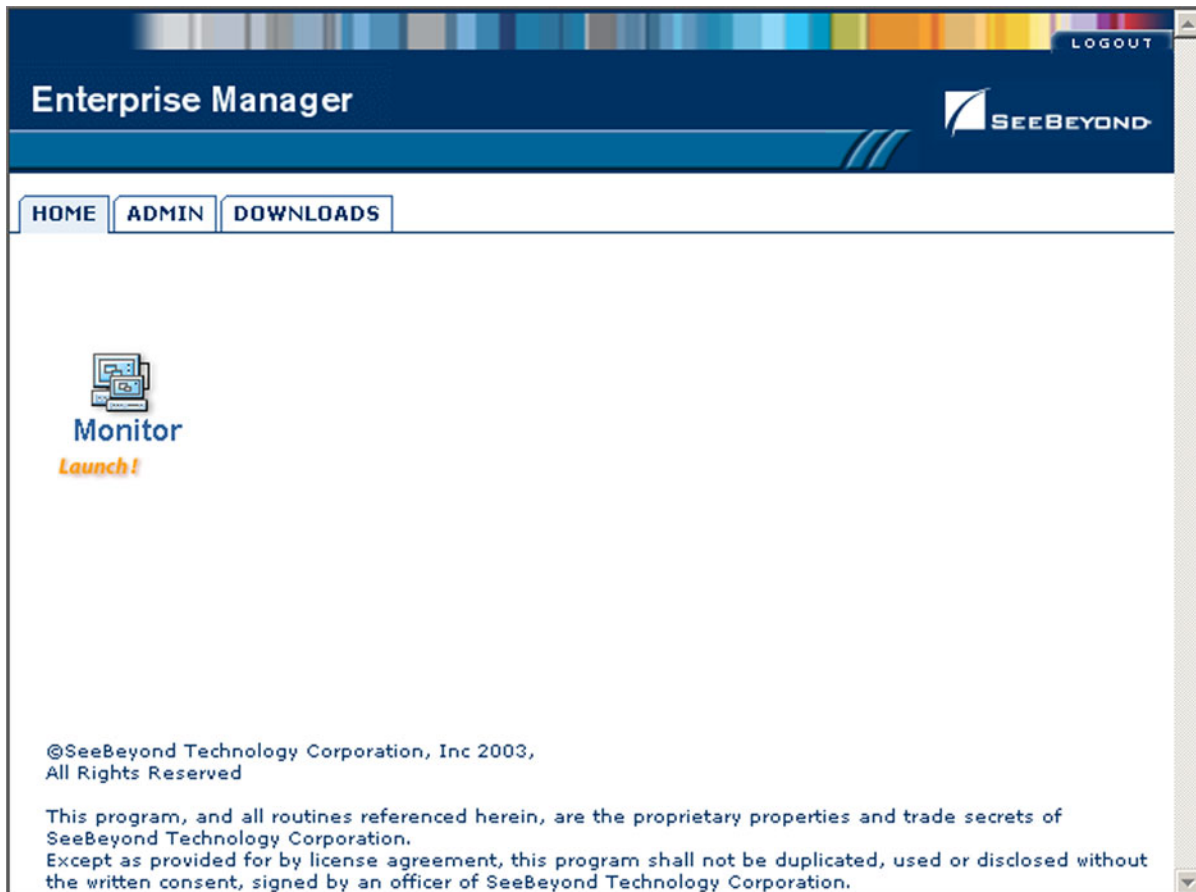 LOGOUT
Enterprise Manager
SEEBEYOND
HOME
ADMIN
DOWNLOADS
Monitor
Launch!
©SeeBeyond Technology Corporation, Inc 2003,
All Rights Reserved
This program, and all routines referenced herein, are the proprietary properties and trade secrets of
SeeBeyond Technology Corporation.
Except as provided for by license agreement, this program shall not be duplicated, used or disclosed without
the written consent, signed by an officer of SeeBeyond Technology Corporation.